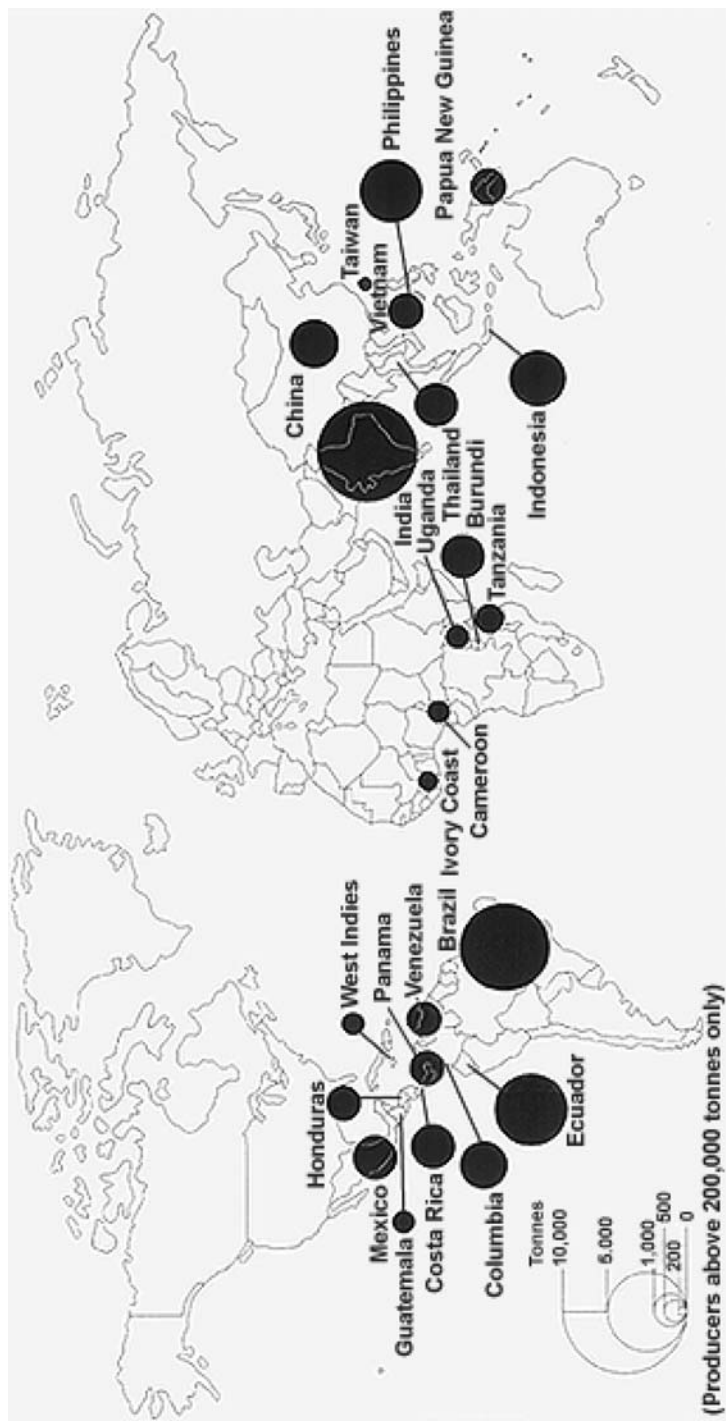 China
Taiwan
Vietnam
Philippines
Papua New Guinea
India
Uganda
Thailand
Burundi
Tanzania
Indonesia
Ivory Coast
Cameroon
West Indies
Panama
Venezuela
Brazil
Honduras
Mexico
Guatemala
Costa Rica
Columbia
Ecuador
Tonnes
10,000
5.000
1,000
500
200
0
(Producers above 200,000 tonnes only)